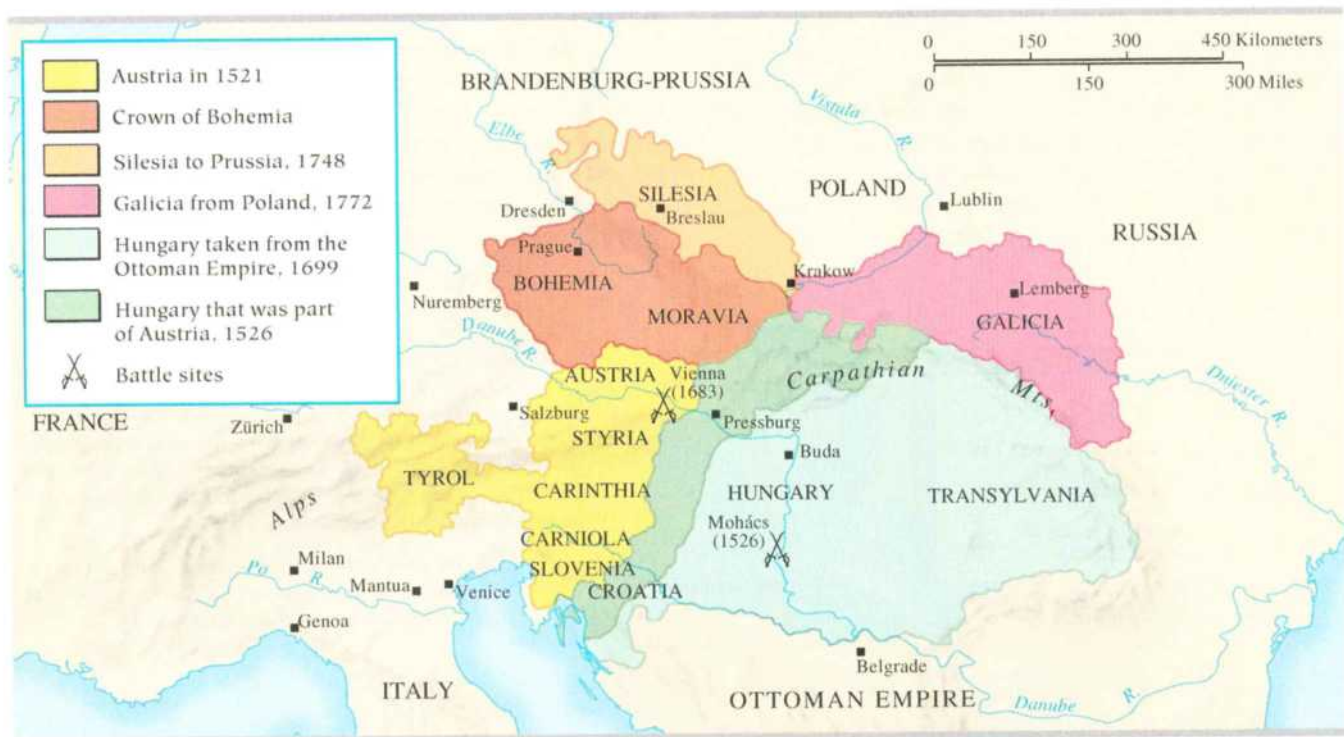 Austria in 1521
Crown of Bohemia
Silesia to Prussia, 1748
Galicia from Poland, 1772
Hungary taken from the
Ottoman Empire, 1699
Hungary that was part
of Austria, 1526
Battle sites
0 150 300 450 Kilometers
0 150 300 Miles
BRANDENBURG-PRUSSIA
Elbe R.
Vistula R.
POLAND
SILESIA
Breslau
Dresden
Lublin
RUSSIA
Prague
BOHEMIA
Krakow
Nuremberg
MORAVIA
Lemberg
GALICIA
Danube R.
AUSTRIA
Vienna
(1683)
Carpathian Mts.
Dniester R.
FRANCE
Zürich
Salzburg
STYRIA
Pressburg
Buda
TYROL
CARINTHIA
HUNGARY
TRANSYLVANIA
Alps
Mohács
(1526)
CARNIOLA
SLOVENIA
CROATIA
Milan
Po R.
Mantua
Venice
Genoa
Belgrade
ITALY
OTTOMAN EMPIRE
Danube R.